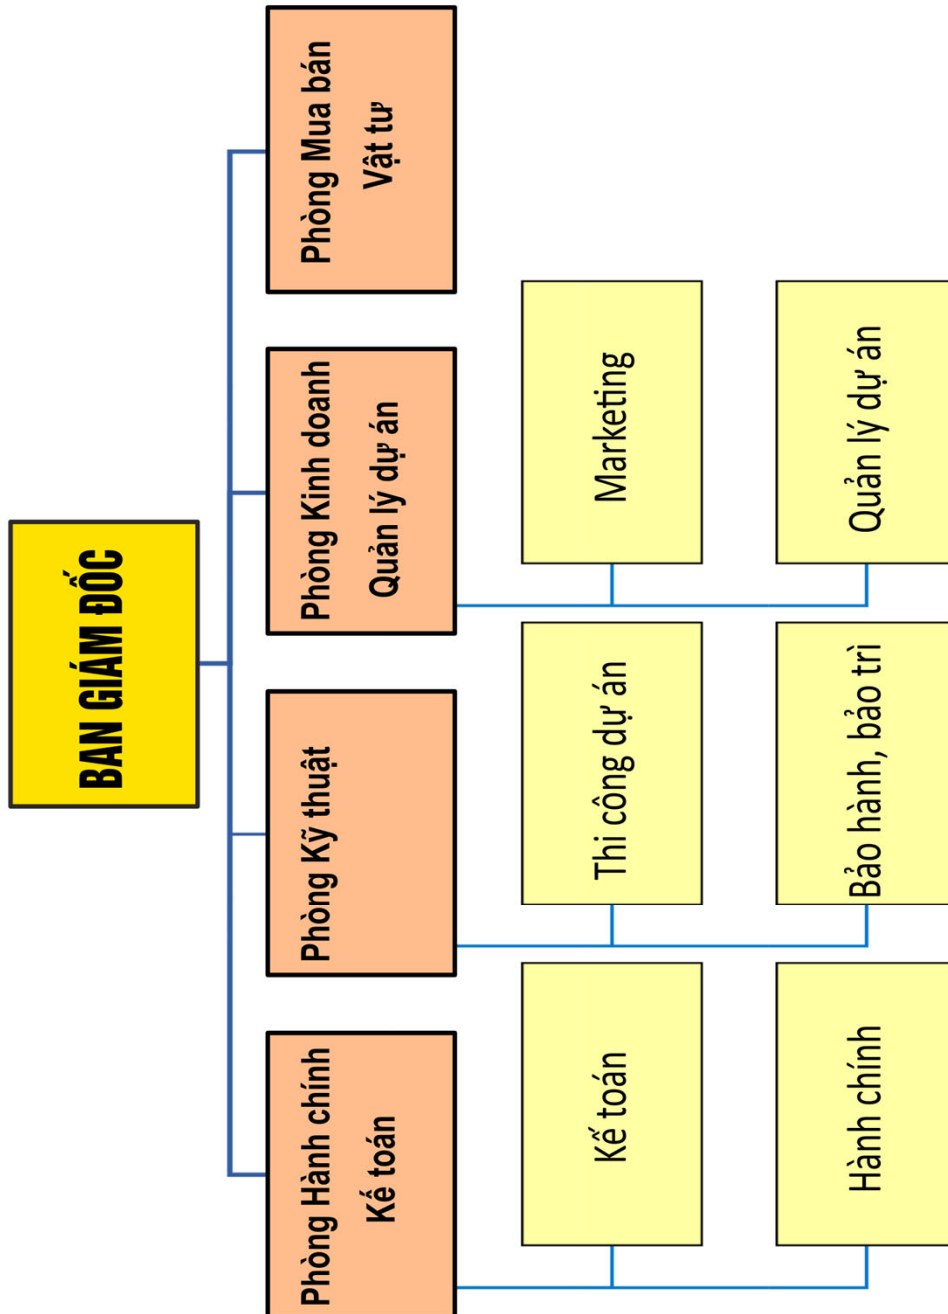 BAN GIÁM ĐỐC
Phòng Hành chính
Kế toán
Phòng Kỹ thuật
Phòng Kinh doanh
Quản lý dự án
Phòng Mua bán
Vật tư
Kế toán
Thi công dự án
Marketing
Hành chính
Bảo hành, bảo trì
Quản lý dự án